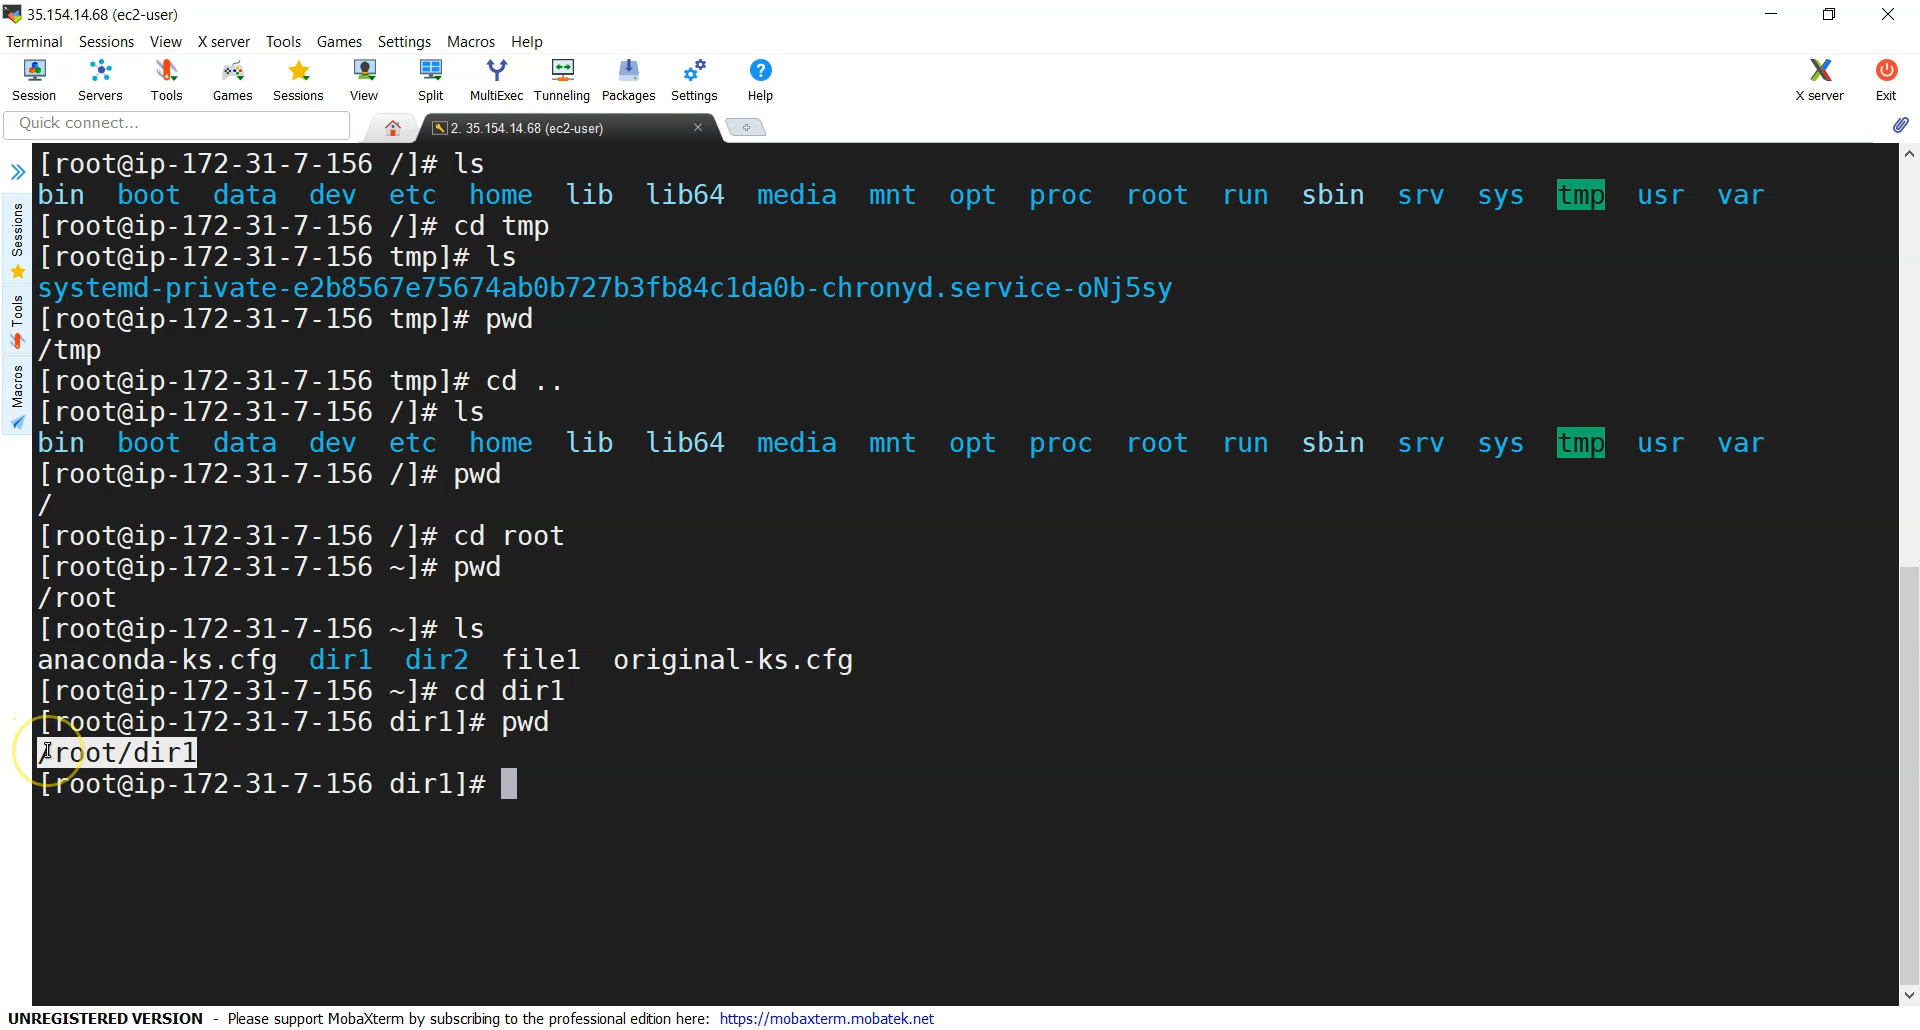 35.154.14.68 (ec2-user)
Terminal Sessions View X server Tools Games Settings Macros Help
Session Servers Tools Games Sessions View Split MultiExec Tunneling Packages Settings Help X server Exit
Quick connect...
2. 35.154.14.68 (ec2-user)
Sessions
Tools
Macros
[root@ip-172-31-7-156 /]# ls
bin boot data dev etc home lib lib64 media mnt opt proc root run sbin srv sys tmp usr var
[root@ip-172-31-7-156 /]# cd tmp
[root@ip-172-31-7-156 tmp]# ls
systemd-private-e2b8567e75674ab0b727b3fb84c1da0b-chronyd.service-oNj5sy
[root@ip-172-31-7-156 tmp]# pwd
/tmp
[root@ip-172-31-7-156 tmp]# cd ..
[root@ip-172-31-7-156 /]# ls
bin boot data dev etc home lib lib64 media mnt opt proc root run sbin srv sys tmp usr var
[root@ip-172-31-7-156 /]# pwd
/
[root@ip-172-31-7-156 /]# cd root
[root@ip-172-31-7-156 ~]# pwd
/root
[root@ip-172-31-7-156 ~]# ls
anaconda-ks.cfg dir1 dir2 file1 original-ks.cfg
[root@ip-172-31-7-156 ~]# cd dir1
[root@ip-172-31-7-156 dir1]# pwd
/root/dir1
[root@ip-172-31-7-156 dir1]#
UNREGISTERED VERSION - Please support MobaXterm by subscribing to the professional edition here: https://mobaxterm.mobatek.net